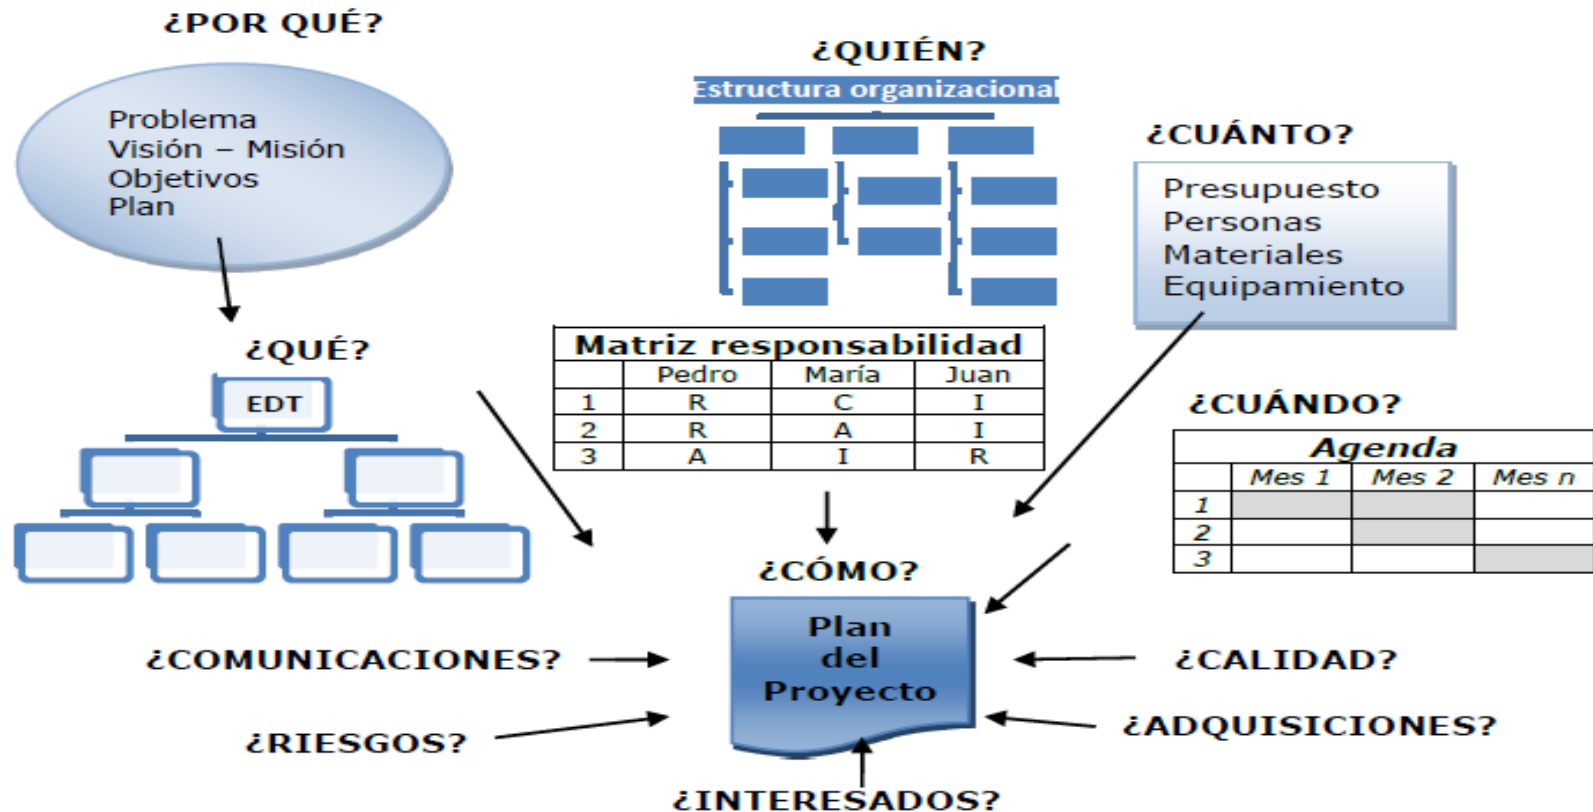 ¿POR QUÉ?
Problema
Visión – Misión
Objetivos
Plan
¿QUIÉN?
Estructura organizacional
¿CUÁNTO?
Presupuesto
Personas
Materiales
Equipamiento
¿QUÉ?
EDT
Matriz responsabilidad
Pedro María Juan
1 R C I
2 R A I
3 A I R
¿CUÁNDO?
Agenda
Mes 1 Mes 2 Mes n
1
2
3
¿CÓMO?
Plan
del
Proyecto
¿COMUNICACIONES?
¿CALIDAD?
¿RIESGOS?
¿ADQUISICIONES?
¿INTERESADOS?